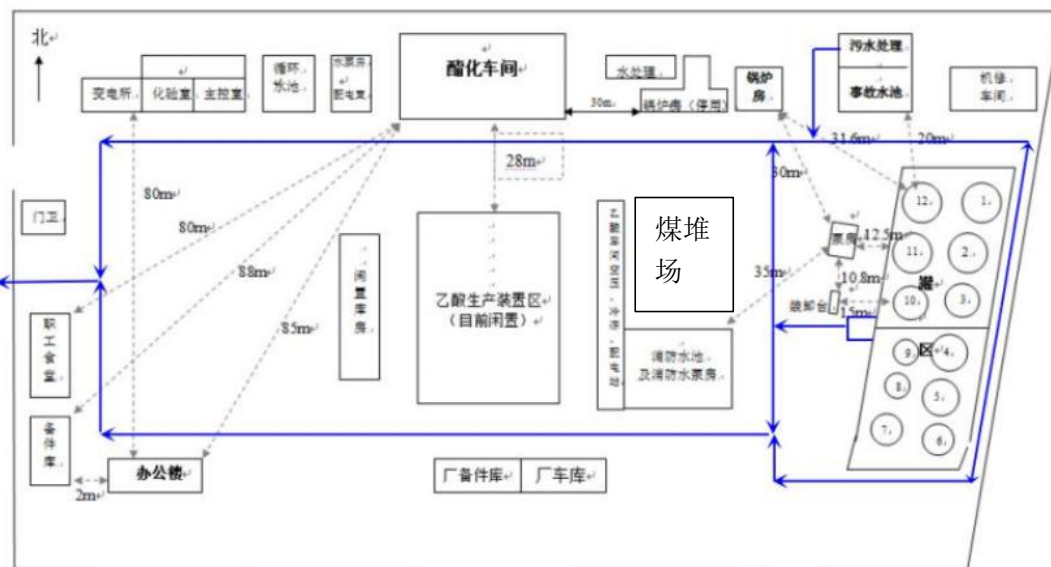 北
酯化车间
水泵房
配电室
循环
水池
变电所
化验室
主控室
水处理
锅炉房（停用）
30m
锅炉
房
污水处理
事故水池
机修
车间
31.6m
20m
28m
30m
80m
80m
88m
85m
门卫
闲置库房
乙酸生产装置区
（目前闲置）
煤堆
场
35m
泵房
12.5m
10.8m
装卸台
15m
12
1
11
2
罐
10
3
区
9
4
8
5
7
6
消防水池
及消防水泵房
职工食堂
备件库
2m
办公楼
厂备件库
厂车库